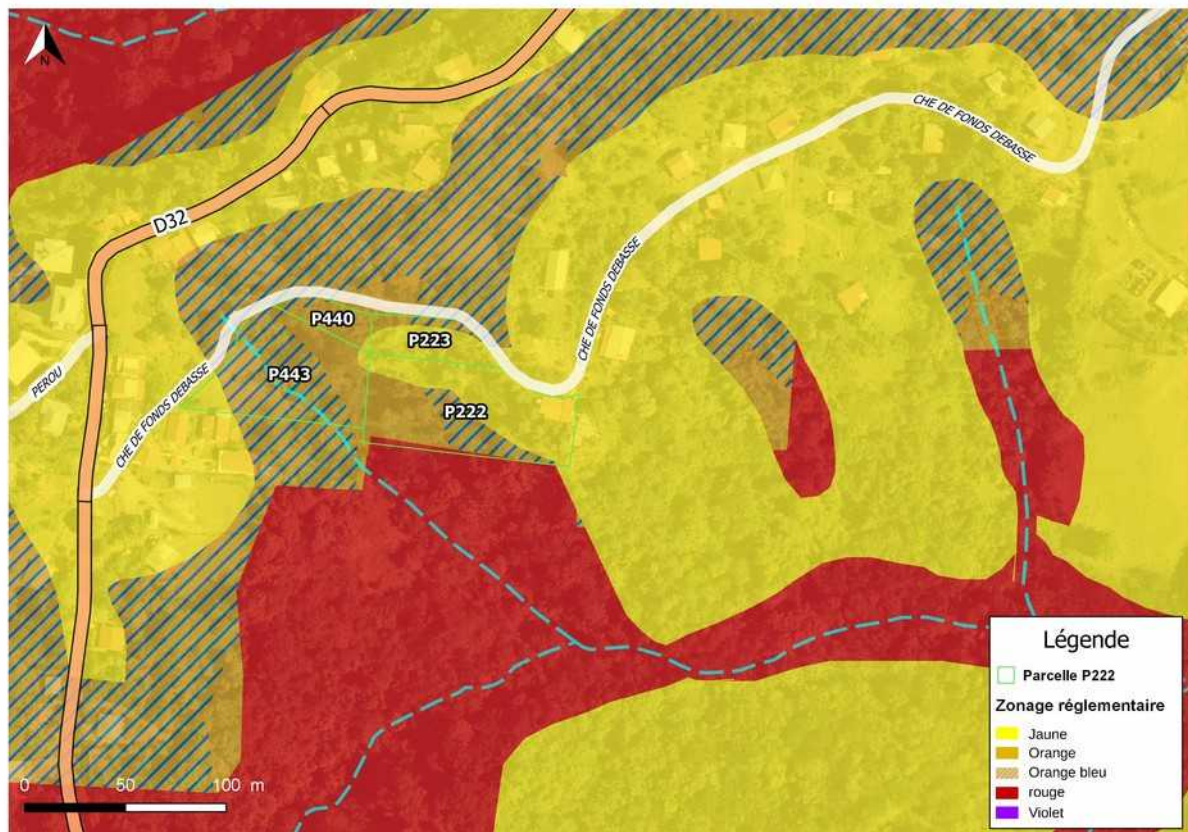 N
CHE DE FONDS DEBASSE
D32
CHE DE FONDS DEBASSE
P440
P223
P443
PEROU
CHE DE FONDS DEBASSE
P222
0 50 100 m
Légende
Parcelle P222
Zonage réglementaire
Jaune
Orange
Orange bleu
rouge
Violet